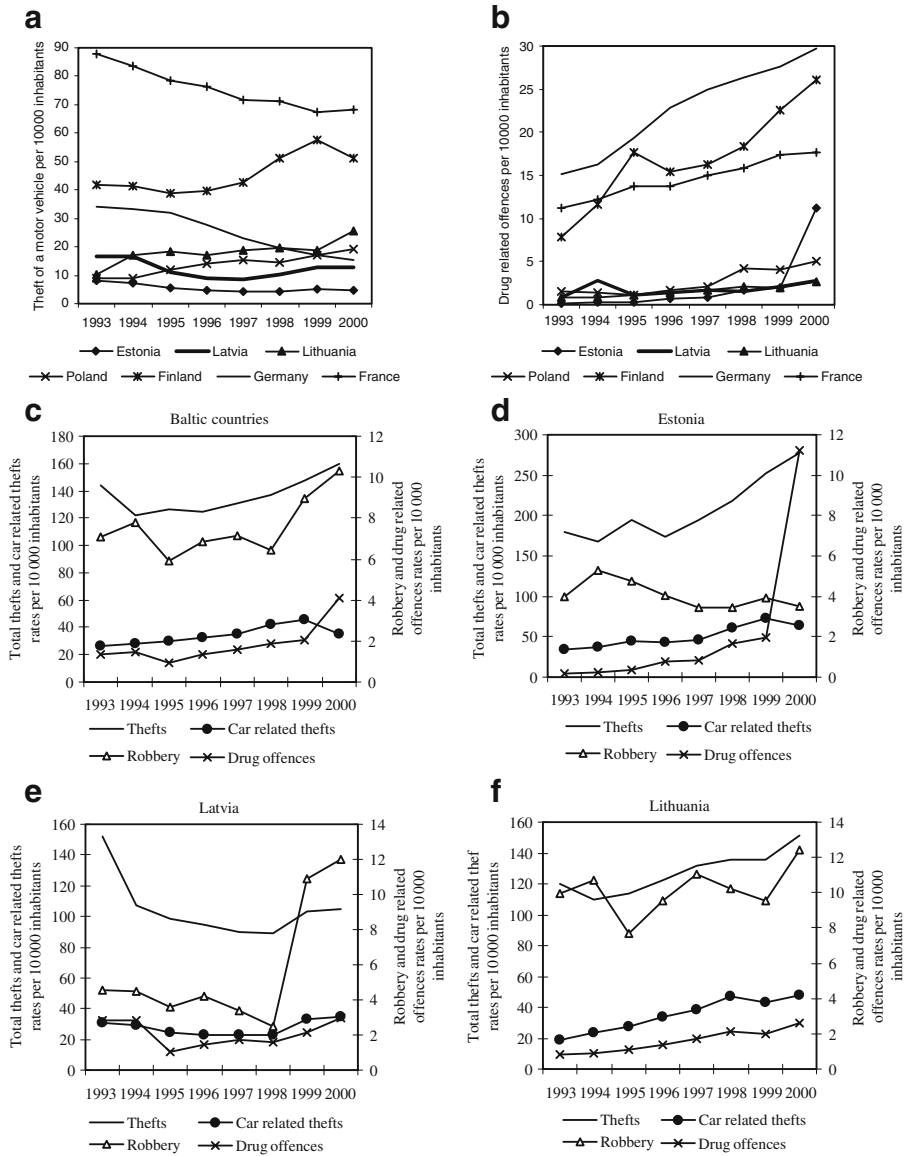 a
Theft of a motor vehicle per 10000 inhabitants
90
80
70
60
50
40
30
20
10
0
1993 1994 1995 1996 1997 1998 1999 2000
Estonia Latvia Lithuania
Poland Finland Germany France
b
Drug related offences per 10000 inhabitants
30
25
20
15
10
5
0
1993 1994 1995 1996 1997 1998 1999 2000
Estonia Latvia Lithuania
Poland Finland Germany France
c
Baltic countries
Total thefts and car related thefts
rates per 10 000 inhabitants
180
160
140
120
100
80
60
40
20
0
12
10
8
6
4
2
0
Robbery and drug related
offences rates per 10 000
inhabitants
1993 1994 1995 1996 1997 1998 1999 2000
Thefts Car related thefts
Robbery Drug offences
d
Estonia
Total thefts and car related thefts
rates per 10 000 inhabitants
300
250
200
150
100
50
0
12
10
8
6
4
2
0
Robbery and drug related
offences rates per 10 000
inhabitants
1993 1994 1995 1996 1997 1998 1999 2000
Thefts Car related thefts
Robbery Drug offences
e
Latvia
Total thefts and car related thefts
rates per 10 000 inhabitants
160
140
120
100
80
60
40
20
0
14
12
10
8
6
4
2
0
Robbery and drug related
offences rates per 10 000
inhabitants
1993 1994 1995 1996 1997 1998 1999 2000
Thefts Car related thefts
Robbery Drug offences
f
Lithuania
Total thefts and car related thef
rates per 10 000 inhabitants
160
140
120
100
80
60
40
20
0
14
12
10
8
6
4
2
0
Robbery and drug related
offences rates per 10 000
inhabitants
1993 1994 1995 1996 1997 1998 1999 2000
Thefts Car related thefts
Robbery Drug offences